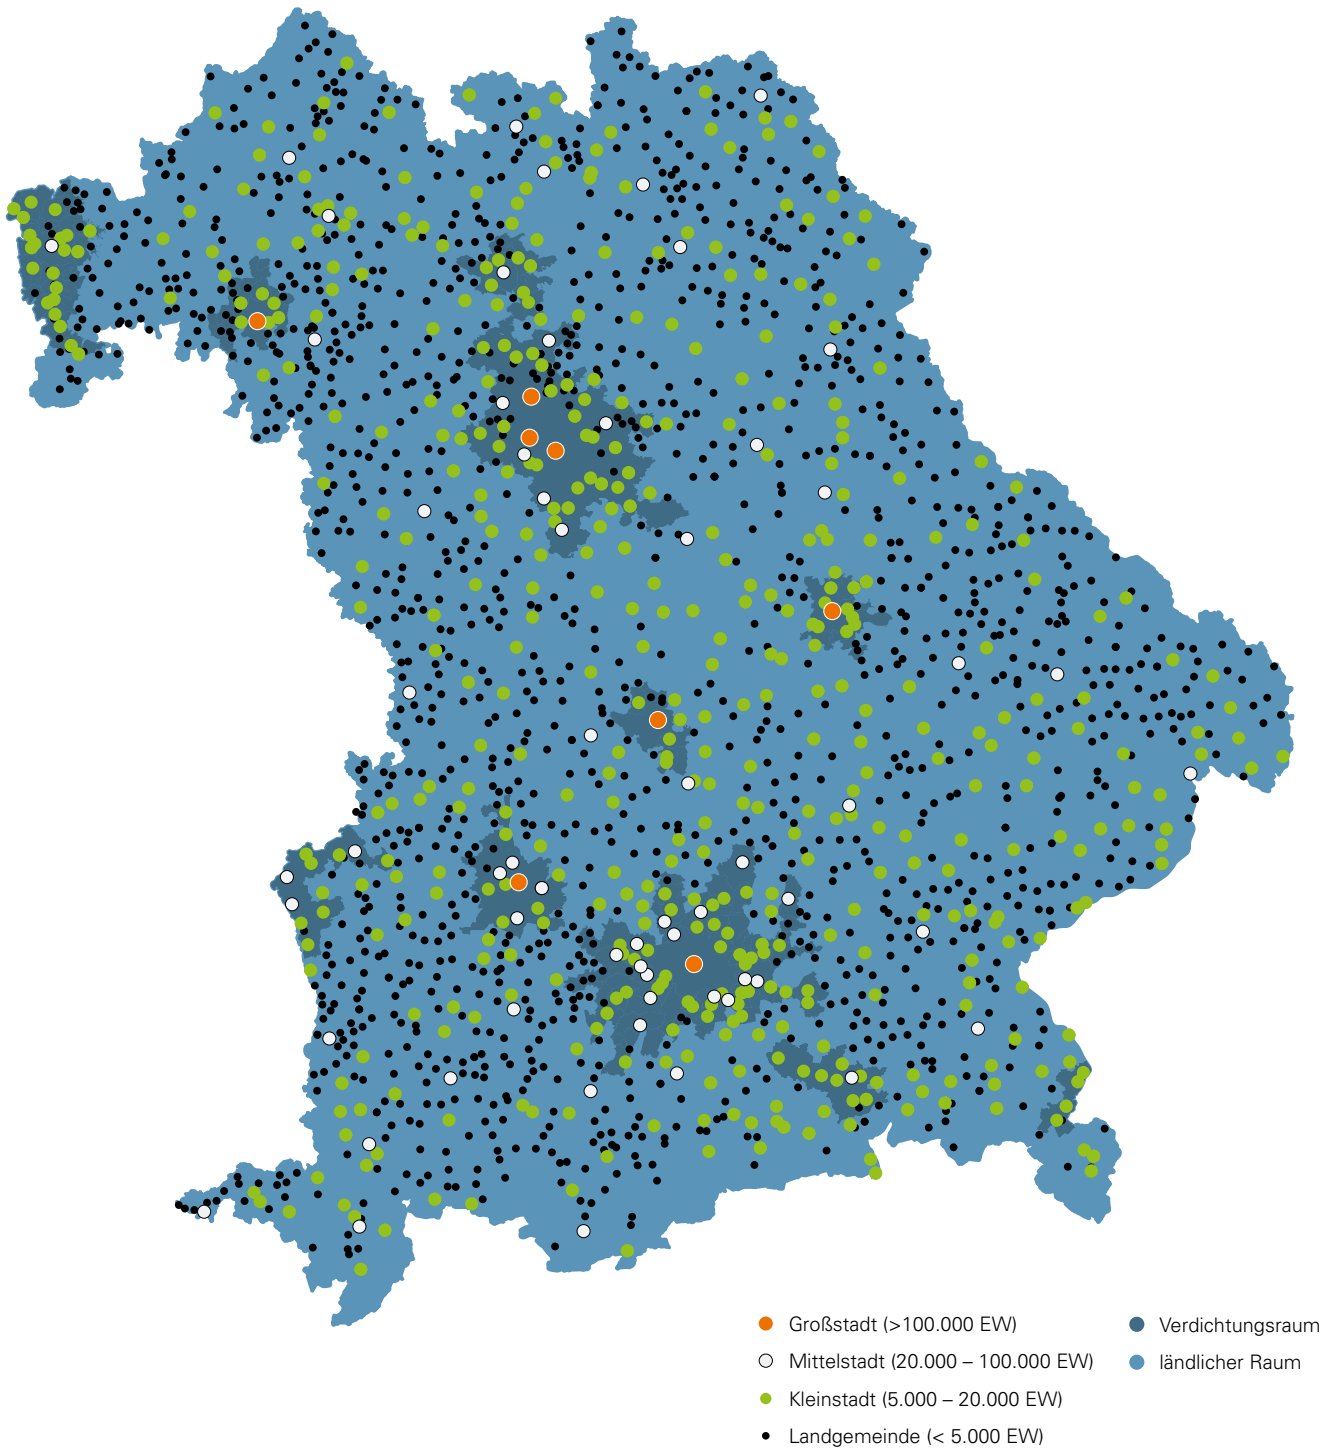 Großstadt (>100.000 EW)
Mittelstadt (20.000 – 100.000 EW)
Kleinstadt (5.000 – 20.000 EW)
Landgemeinde (< 5.000 EW)
Verdichtungsraum
ländlicher Raum